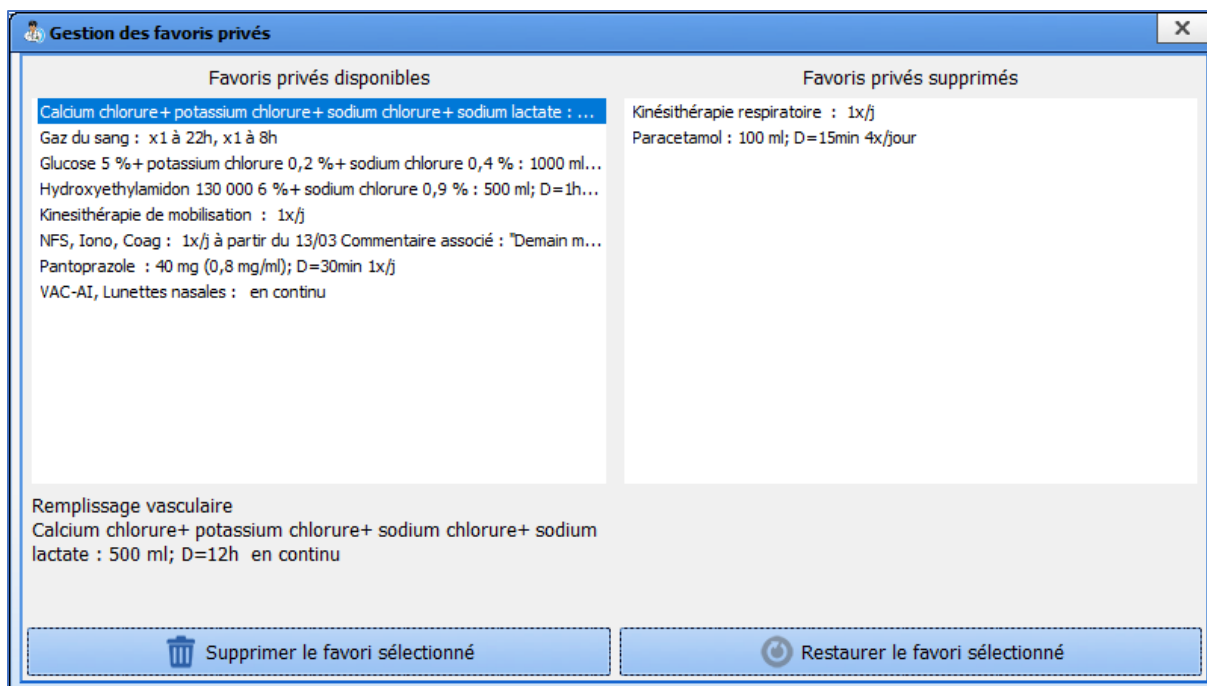 Gestion des favoris privés
Favoris privés disponibles
Calcium chlorure+ potassium chlorure+ sodium chlorure+ sodium lactate : ...
Gaz du sang : x1 à 22h, x1 à 8h
Glucose 5 %+ potassium chlorure 0,2 %+ sodium chlorure 0,4 % : 1000 ml...
Hydroxyethylamidon 130 000 6 %+ sodium chlorure 0,9 % : 500 ml; D=1h...
Kinesithérapie de mobilisation : 1x/j
NFS, Iono, Coag : 1x/j à partir du 13/03 Commentaire associé : "Demain m...
Pantoprazole : 40 mg (0,8 mg/ml); D=30min 1x/j
VAC-AI, Lunettes nasales : en continu
Remplissage vasculaire
Calcium chlorure+ potassium chlorure+ sodium chlorure+ sodium
lactate : 500 ml; D=12h en continu
Supprimer le favori sélectionné
Favoris privés supprimés
Kinésithérapie respiratoire : 1x/j
Paracetamol : 100 ml; D=15min 4x/jour
Restaurer le favori sélectionné